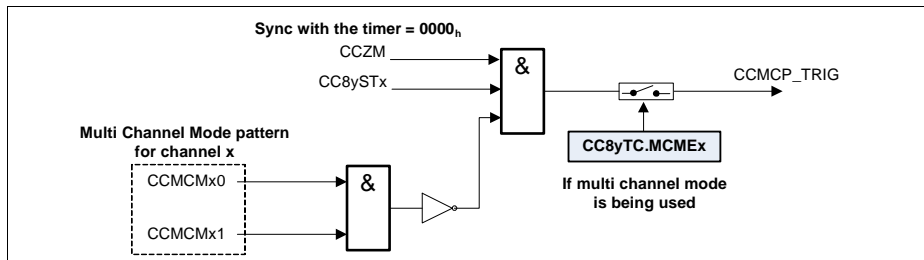 Sync with the timer = 0000h
CCZM
CC8ySTx
&
CCMCP_TRIG
CC8yTC.MCMEx
If multi channel mode
is being used
Multi Channel Mode pattern
for channel x
CCMCMx0
CCMCMx1
&